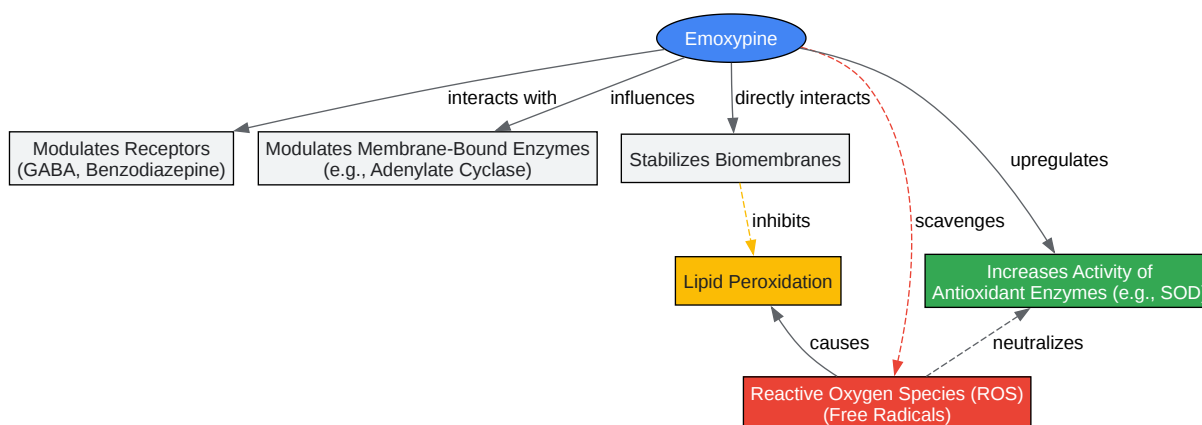 Emoxypine
interacts with
influences
directly interacts
Modulates Receptors
(GABA, Benzodiazepine)
Modulates Membrane-Bound Enzymes
(e.g., Adenylate Cyclase)
Stabilizes Biomembranes
upregulates
inhibits
scavenges
Lipid Peroxidation
Increases Activity of
Antioxidant Enzymes (e.g., SOD)
causes
neutralizes
Reactive Oxygen Species (ROS)
(Free Radicals)